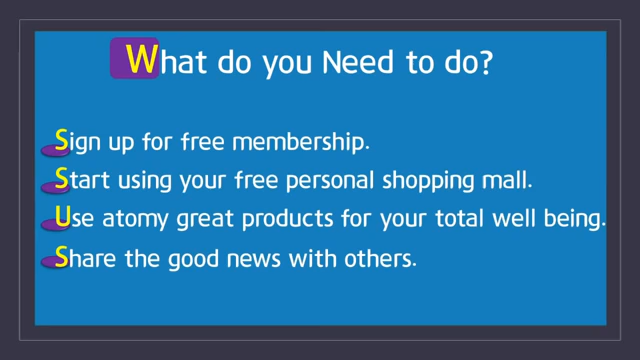 What do you Need to do?
Sign up for free membership.
Start using your free personal shopping mall.
Use atomy great products for your total well being.
Share the good news with others.